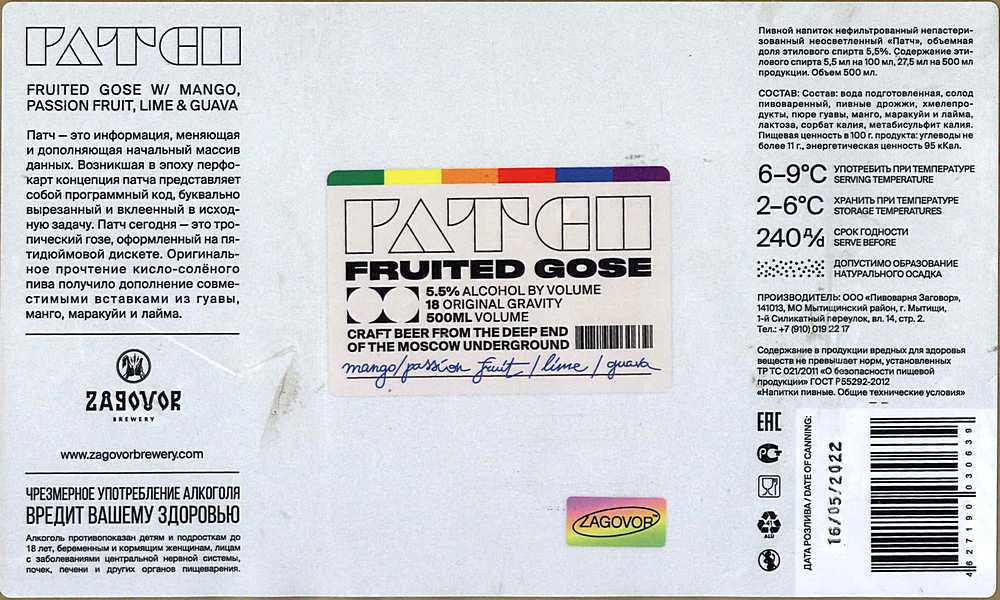 PATCH
FRUITED GOSE W/ MANGO,
PASSION FRUIT, LIME & GUAVA
Патч — это информация, меняющая
и дополняющая начальный массив
данных. Возникшая в эпоху перфо-
карт концепция патча представляет
собой программный код, буквально
вырезанный и вклеенный в исход-
ную задачу. Патч сегодня — это тро-
пический гозе, оформленный на пя-
тидюймовой дискете. Оригиналь-
ное прочтение кисло-солёного
пива получило дополнение совме-
стимыми вставками из гуавы,
манго, маракуйи и лайма.
ZAGOVOR
BREWERY
www.zagovorbrewery.com
ЧРЕЗМЕРНОЕ УПОТРЕБЛЕНИЕ АЛКОГОЛЯ
ВРЕДИТ ВАШЕМУ ЗДОРОВЬЮ
Алкоголь противопоказан детям и подросткам до
18 лет, беременным и кормящим женщинам, лицам
с заболеваниями центральной нервной системы,
почек, печени и других органов пищеварения.
PATCH
FRUITED GOSE
5.5% ALCOHOL BY VOLUME
18 ORIGINAL GRAVITY
500ML VOLUME
CRAFT BEER FROM THE DEEP END
OF THE MOSCOW UNDERGROUND
mango/passion fruit/lime/guava
ZAGOVOR™
Пивной напиток нефильтрованный непастери-
зованный неосветленный «Патч», объемная
доля этилового спирта 5,5%. Содержание эти-
лового спирта 5,5 мл на 100 мл, 27,5 мл на 500 мл
продукции. Объем 500 мл.
СОСТАВ: Состав: вода подготовленная, солод
пивоваренный, пивные дрожжи, хмелепро-
дукты, пюре гуавы, манго, маракуйи и лайма,
лактоза, сорбат калия, метабисульфит калия.
Пищевая ценность в 100 г. продукта: углеводы не
более 11 г., энергетическая ценность 95 кКал.
6–9°C УПОТРЕБИТЬ ПРИ ТЕМПЕРАТУРЕ
SERVING TEMPERATURE
2–6°C ХРАНИТЬ ПРИ ТЕМПЕРАТУРЕ
STORAGE TEMPERATURES
240 Д/d СРОК ГОДНОСТИ
SERVE BEFORE
ДОПУСТИМО ОБРАЗОВАНИЕ
НАТУРАЛЬНОГО ОСАДКА
ПРОИЗВОДИТЕЛЬ: ООО «Пивоварня Заговор»,
141013, МО Мытищинский район, г. Мытищи,
1-й Силикатный переулок, вл. 14, стр. 2.
Тел.: +7 (910) 019 22 17
Содержание в продукции вредных для здоровья
веществ не превышает норм, установленных
ТР ТС 021/2011 «О безопасности пищевой
продукции» ГОСТ Р 55292-2012
«Напитки пивные. Общие технические условия»
EAC
41
ALU
ДАТА РОЗЛИВА / DATE OF CANNING:
16/05/2022
4 627190 030639